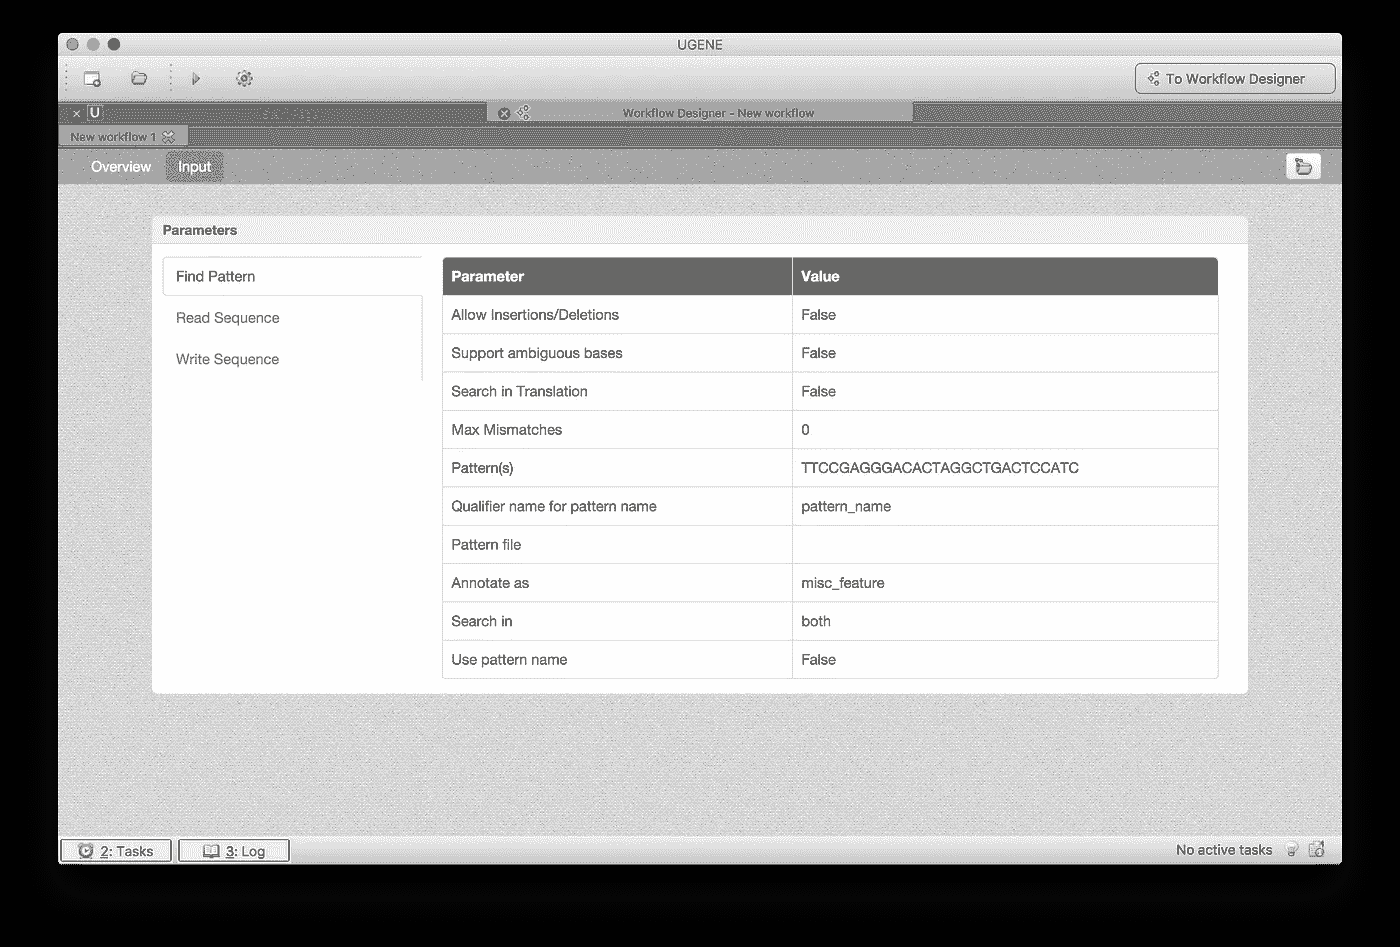 UGENE
To Workflow Designer
U
Workflow Designer - New workflow
New workflow 1
Overview Input
Parameters
Find Pattern
Read Sequence
Write Sequence
Parameter Value
Allow Insertions/Deletions False
Support ambiguous bases False
Search in Translation False
Max Mismatches 0
Pattern(s) TTCCGAGGGACACTAGGCTGACTCCATC
Qualifier name for pattern name pattern_name
Pattern file
Annotate as misc_feature
Search in both
Use pattern name False
2: Tasks 3: Log No active tasks